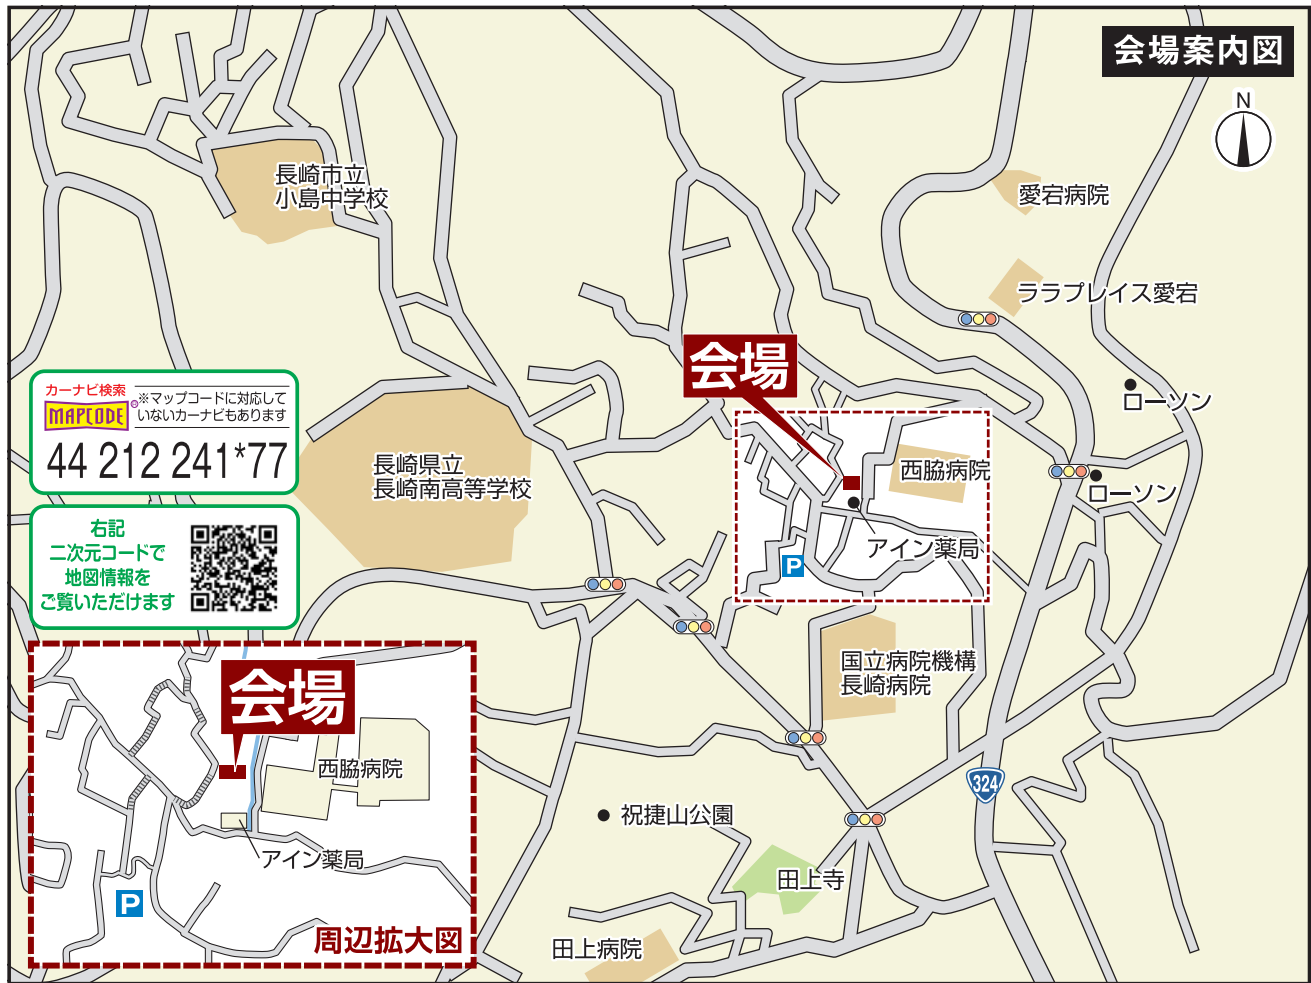 会場案内図
N
長崎市立
小島中学校
愛宕病院
ララプレイス愛宕
会場
ローソン
カーナビ検索
MAPCODE
®
※マップコードに対応して
いないカーナビもあります
44 212 241*77
長崎県立
長崎南高等学校
西脇病院
ローソン
右記
二次元コードで
地図情報を
ご覧いただけます
アイン薬局
P
国立病院機構
長崎病院
会場
西脇病院
324
祝捷山公園
アイン薬局
田上寺
P
周辺拡大図
田上病院